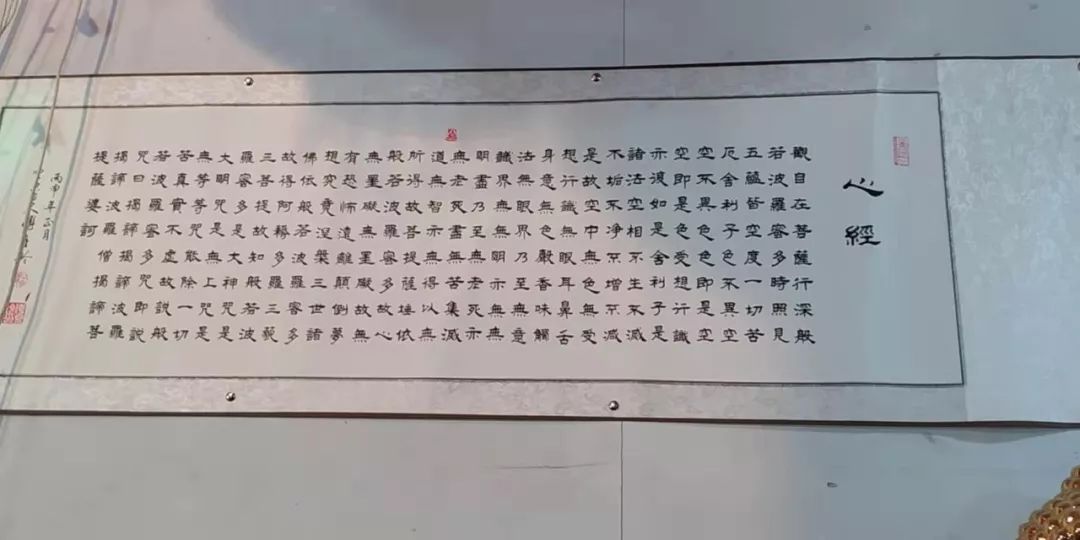 心經
觀自在菩薩行深般
若波羅蜜多時照見
五蘊皆空度一切苦
厄舍利子色不異空
空不異色色即是空
空即是色受想行識
亦復如是舍利子是
諸法空相不生不滅
不垢不淨不增不減
是故空中無色無受
想行識無眼耳鼻舌
身意無色聲香味觸
法無眼界乃至無意
識界無無明亦無無
明盡乃至無老死亦
無老死盡無苦集滅
道無智亦無得以無
所得故菩提薩埵依
般若波羅蜜多故心
無罣礙無罣礙故無
有恐怖遠離顛倒夢
想究竟涅槃三世諸
佛依般若波羅蜜多
故得阿耨多羅三藐
三菩提故知般若波
羅蜜多是大神咒是
大明咒是無上咒是
無等等咒能除一切
苦真實不虛故說般
若波羅蜜多咒即說
咒曰揭諦揭諦波羅
揭諦波羅僧揭諦菩
提薩婆訶
丙申年正月